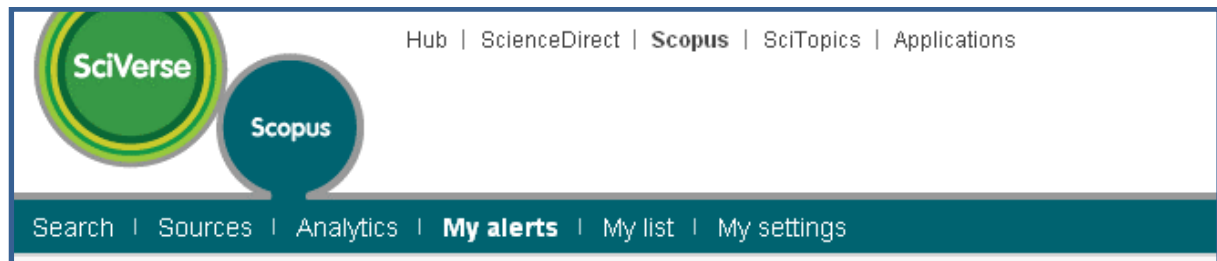 Hub | ScienceDirect | Scopus | SciTopics | Applications
SciVerse
Scopus
Search | Sources | Analytics | My alerts | My list | My settings